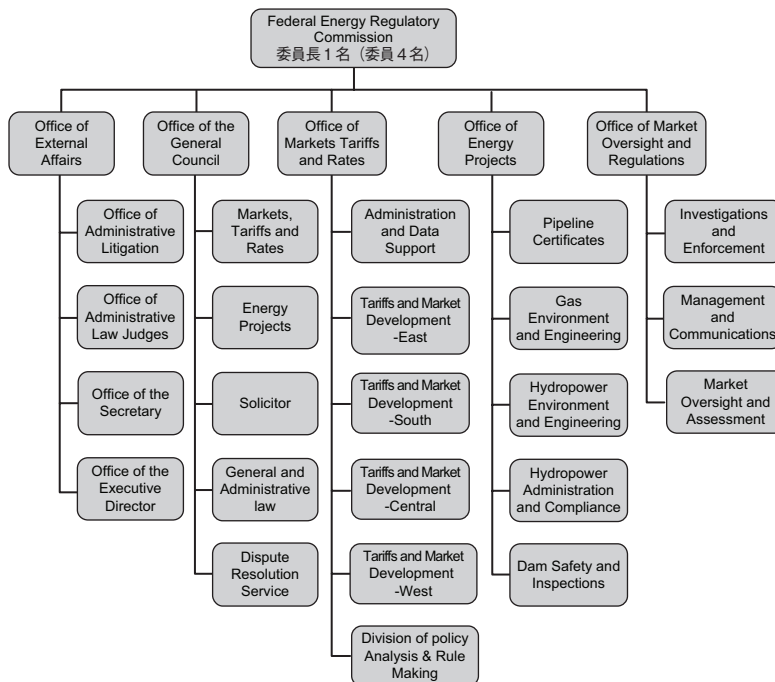 Federal Energy Regulatory
Commission
委員長1名（委員4名）
Office of
External
Affairs
Office of the
General
Council
Office of
Markets Tariffs
and Rates
Office of
Energy
Projects
Office of Market
Oversight and
Regulations
Office of
Administrative
Litigation
Office of
Administrative
Law Judges
Office of the
Secretary
Office of the
Executive
Director
Markets,
Tariffs and
Rates
Energy
Projects
Solicitor
General and
Administrative
law
Dispute
Resolution
Service
Administration
and Data
Support
Tariffs and Market
Development
-East
Tariffs and Market
Development
-South
Tariffs and Market
Development
-Central
Tariffs and Market
Development
-West
Division of policy
Analysis & Rule
Making
Pipeline
Certificates
Gas
Environment
and Engineering
Hydropower
Environment
and Engineering
Hydropower
Administration
and Compliance
Dam Safety and
Inspections
Investigations
and
Enforcement
Management
and
Communications
Market
Oversight and
Assessment